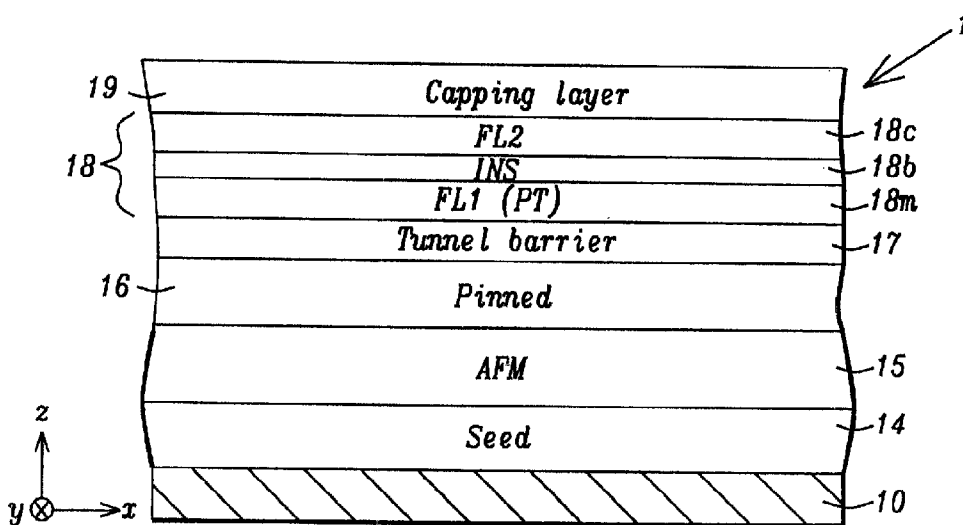 1
19 Capping layer
FL2 18c
18 INS 18b
FL1 (PT) 18m
Tunnel barrier 17
16 Pinned
AFM 15
z Seed 14
y x 10